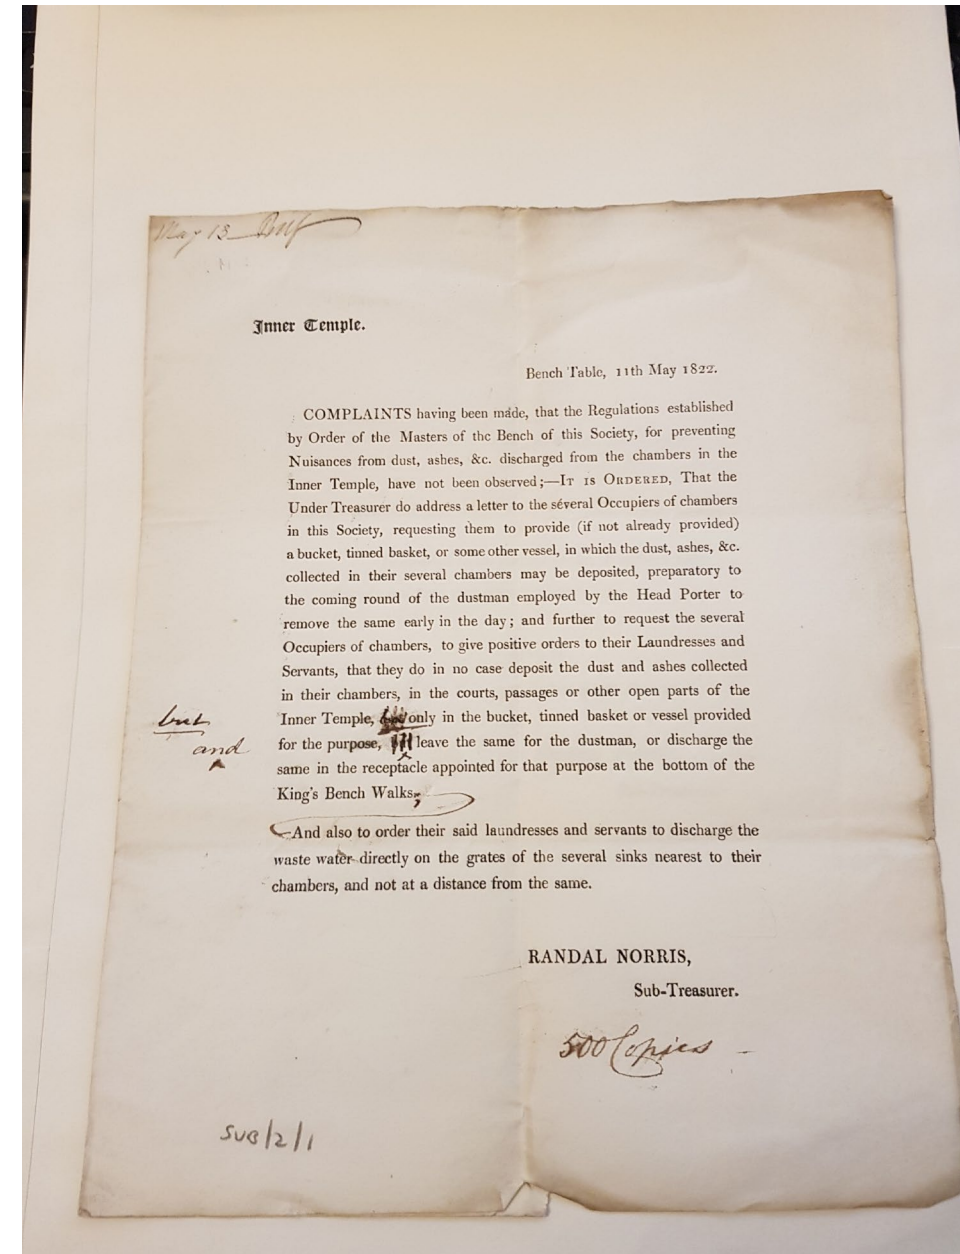 May 13
Inner Temple.
Bench Table, 11th May 1822.
COMPLAINTS having been made, that the Regulations established
by Order of the Masters of the Bench of this Society, for preventing
Nuisances from dust, ashes, &c. discharged from the chambers in the
Inner Temple, have not been observed;—IT IS ORDERED, That the
Under Treasurer do address a letter to the several Occupiers of chambers
in this Society, requesting them to provide (if not already provided)
a bucket, tinned basket, or some other vessel, in which the dust, ashes, &c.
collected in their several chambers may be deposited, preparatory to
the coming round of the dustman employed by the Head Porter to
remove the same early in the day; and further to request the several
Occupiers of chambers, to give positive orders to their Laundresses and
Servants, that they do in no case deposit the dust and ashes collected
in their chambers, in the courts, passages or other open parts of the
but
Inner Temple, only in the bucket, tinned basket or vessel provided
and
for the purpose, leave the same for the dustman, or discharge the
same in the receptacle appointed for that purpose at the bottom of the
King's Bench Walks;
—And also to order their said laundresses and servants to discharge the
waste water directly on the grates of the several sinks nearest to their
chambers, and not at a distance from the same.
RANDAL NORRIS,
Sub-Treasurer.
500 Copies
SUB/2/1